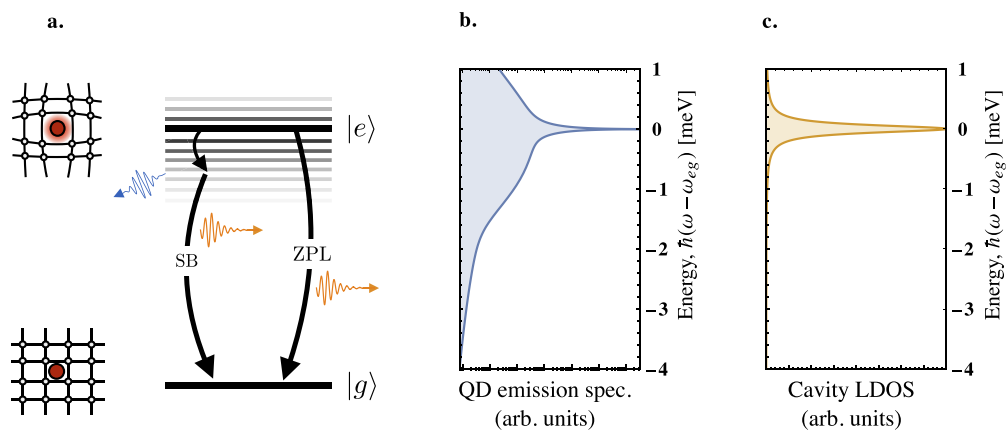 a.
|e⟩
SB
ZPL
|g⟩
b.
1
0
−1
−2
−3
−4
Energy, ℏ(ω−ω_eg) [meV]
QD emission spec.
(arb. units)
c.
1
0
−1
−2
−3
−4
Energy, ℏ(ω−ω_eg) [meV]
Cavity LDOS
(arb. units)